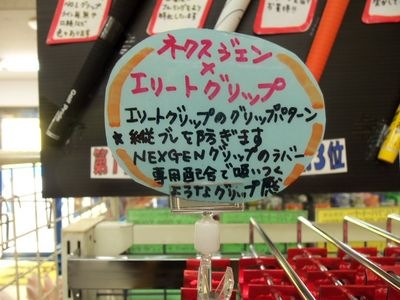 ネクスジェン
×
エリートグリップ
エリートグリップのグリップパターン
★縦ブレを防ぎます
NEXGENグリップのラバー
専用配合で吸いつく
ようなグリップ感
3位